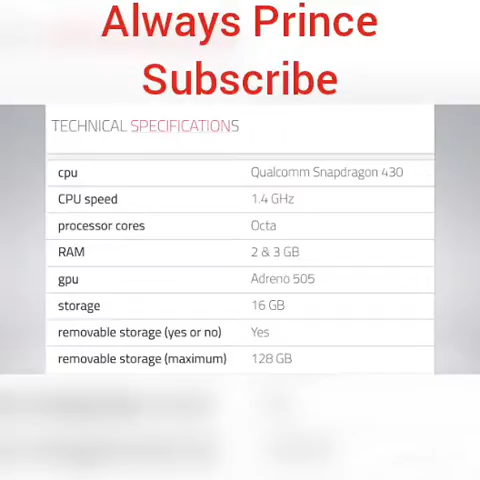 Always Prince
Subscribe
TECHNICAL SPECIFICATIONS
cpu Qualcomm Snapdragon 430
CPU speed 1.4 GHz
processor cores Octa
RAM 2 & 3 GB
gpu Adreno 505
storage 16 GB
removable storage (yes or no) Yes
removable storage (maximum) 128 GB